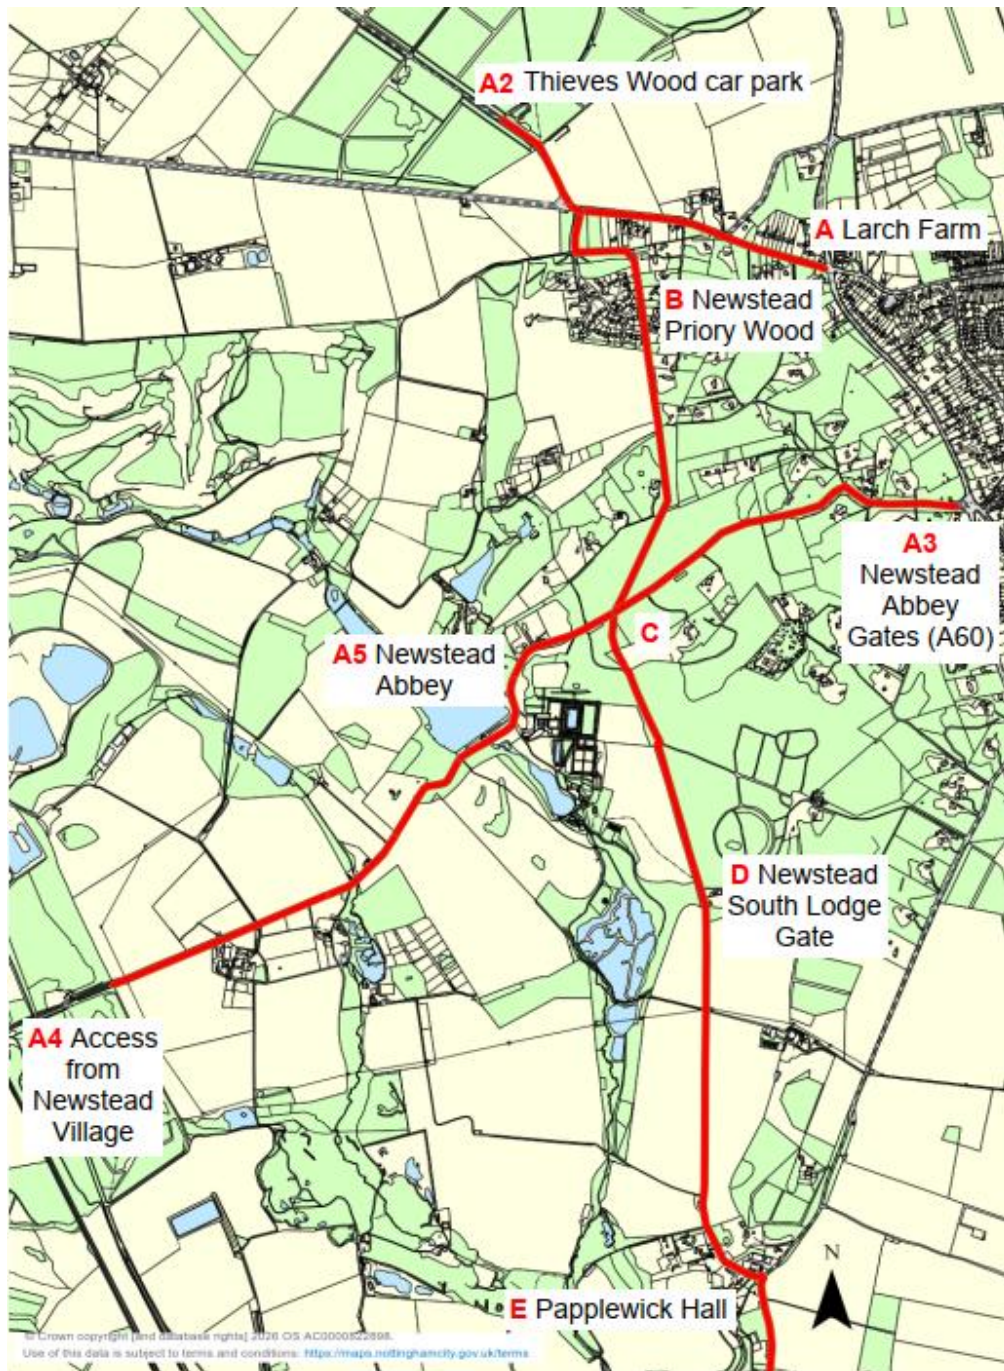 A2 Thieves Wood car park
A Larch Farm
B Newstead
Priory Wood
A3
Newstead
Abbey
Gates (A60)
C
A5 Newstead
Abbey
D Newstead
South Lodge
Gate
A4 Access
from
Newstead
Village
N
E Papplewick Hall
© Crown copyright [and database rights] 2026 OS AC0000822898.
Use of this data is subject to terms and conditions: https://maps.nottinghamcity.gov.uk/terms